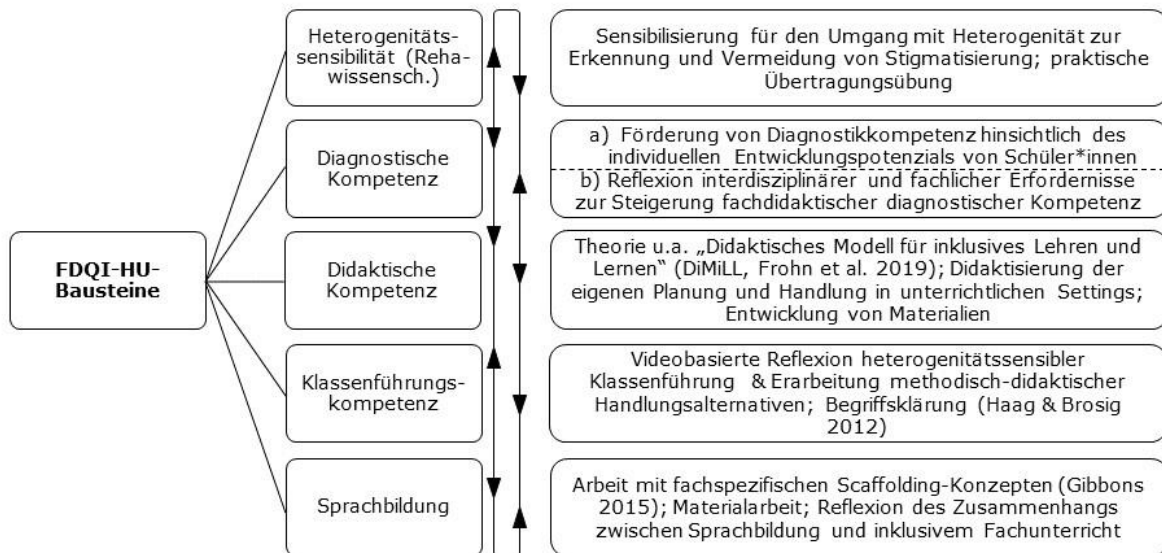 FDQI-HU-
Bausteine
Heterogenitäts-
sensibilität (Reha-
wissensch.)
Sensibilisierung für den Umgang mit Heterogenität zur
Erkennung und Vermeidung von Stigmatisierung; praktische
Übertragungsübung
Diagnostische
Kompetenz
a) Förderung von Diagnostikkompetenz hinsichtlich des
individuellen Entwicklungspotenzials von Schüler*innen
b) Reflexion interdisziplinärer und fachlicher Erfordernisse
zur Steigerung fachdidaktischer diagnostischer Kompetenz
Didaktische
Kompetenz
Theorie u.a. „Didaktisches Modell für inklusives Lehren und
Lernen“ (DiMiLL, Frohn et al. 2019); Didaktisierung der
eigenen Planung und Handlung in unterrichtlichen Settings;
Entwicklung von Materialien
Klassenführungs-
kompetenz
Videobasierte Reflexion heterogenitätssensibler
Klassenführung & Erarbeitung methodisch-didaktischer
Handlungsalternativen; Begriffsklärung (Haag & Brosig
2012)
Sprachbildung
Arbeit mit fachspezifischen Scaffolding-Konzepten (Gibbons
2015); Materialarbeit; Reflexion des Zusammenhangs
zwischen Sprachbildung und inklusivem Fachunterricht